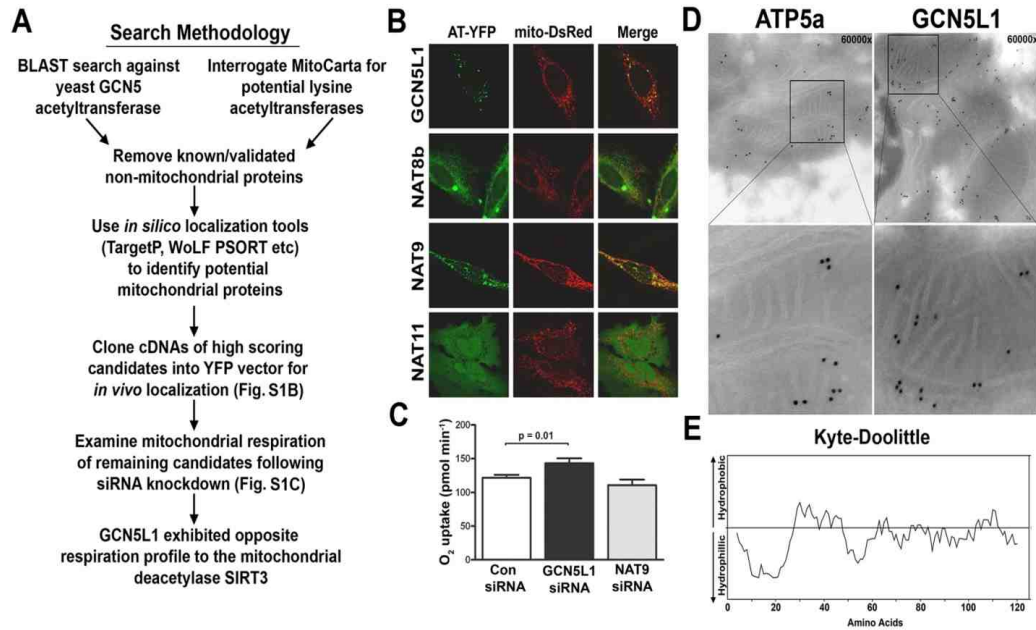 A
Search Methodology
BLAST search against
yeast GCN5
acetyltransferase
Interrogate MitoCarta for
potential lysine
acetyltransferases
Remove known/validated
non-mitochondrial proteins
Use in silico localization tools
(TargetP, WoLF PSORT etc)
to identify potential
mitochondrial proteins
Clone cDNAs of high scoring
candidates into YFP vector for
in vivo localization (Fig. S1B)
Examine mitochondrial respiration
of remaining candidates following
siRNA knockdown (Fig. S1C)
GCN5L1 exhibited opposite
respiration profile to the mitochondrial
deacetylase SIRT3
B
AT-YFP mito-DsRed Merge
GCN5L1
NAT8b
NAT9
NAT11
C
p = 0.01
O2 uptake (pmol min-1)
200
150
100
50
0
Con
siRNA
GCN5L1
siRNA
NAT9
siRNA
D
ATP5a GCN5L1
60000x 60000x
E
Kyte-Doolittle
Hydrophobic
Hydrophillic
0 20 40 60 80 100 120
Amino Acids